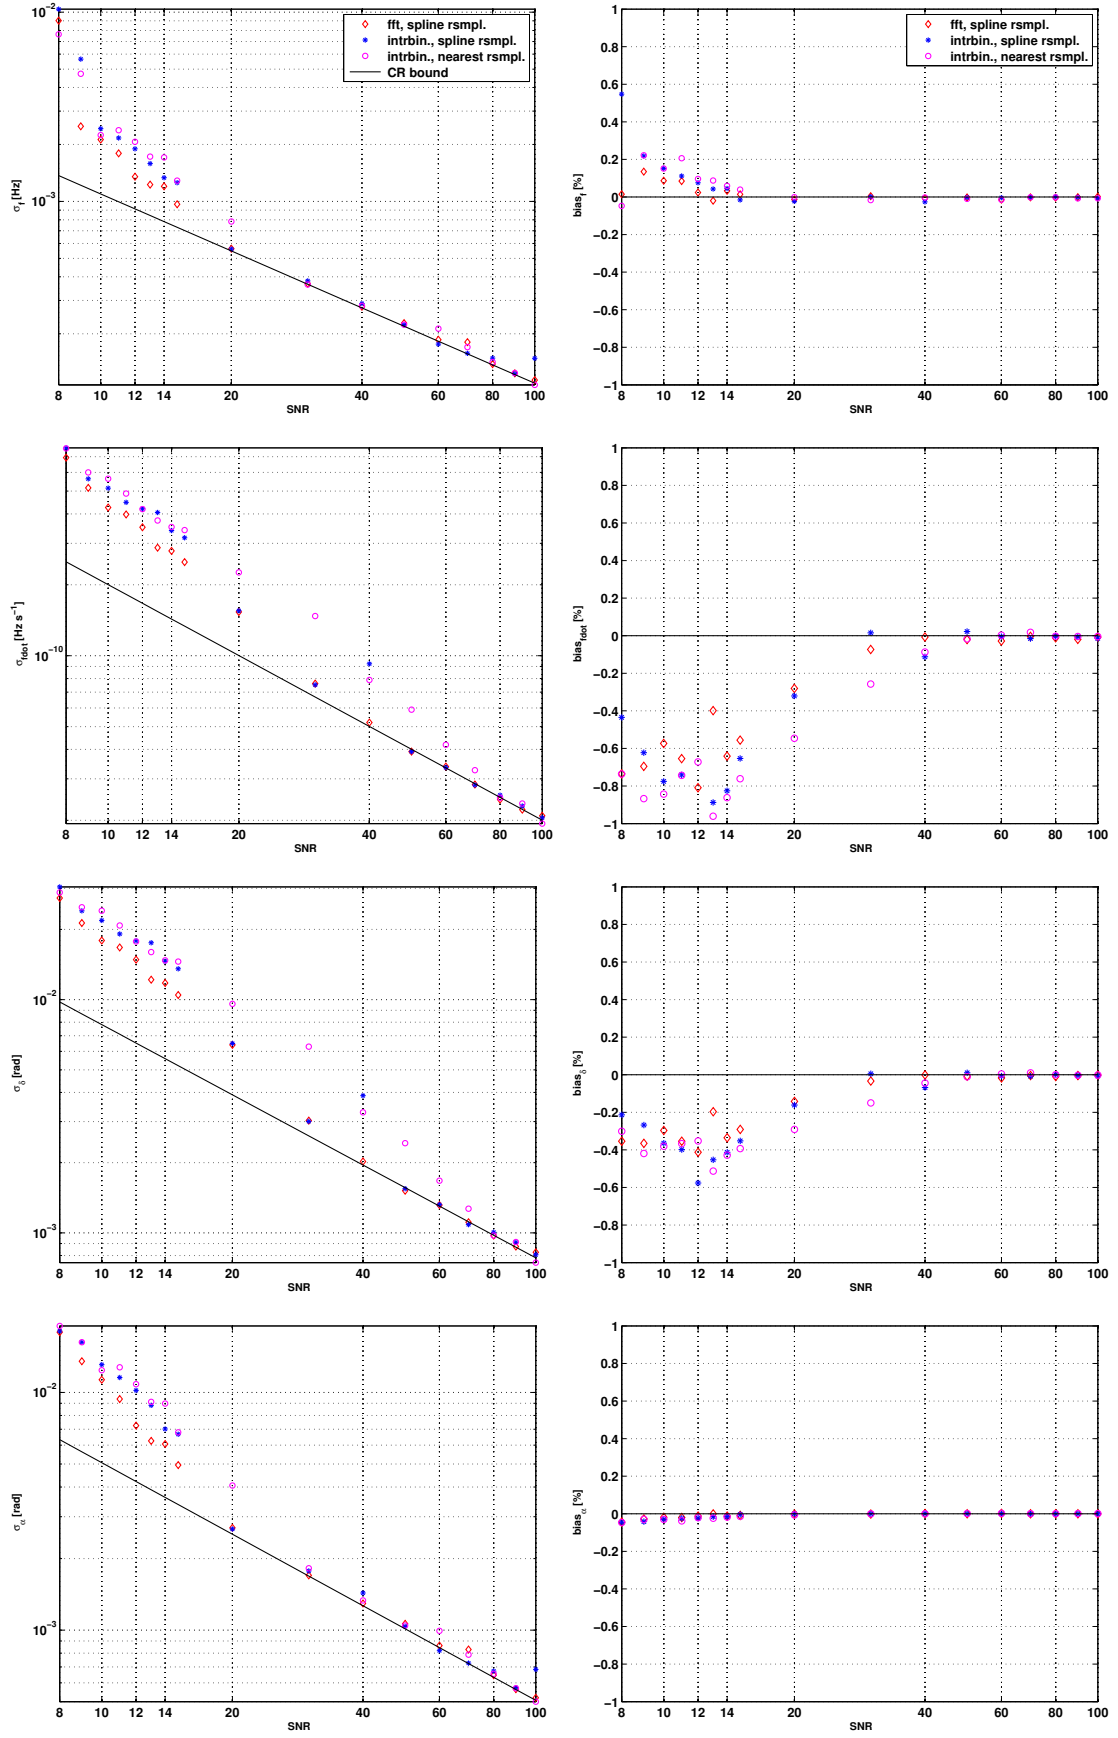 10^-2
10^-3
σ_f [Hz]
fft, spline rsmpl.
intrbin., spline rsmpl.
intrbin., nearest rsmpl.
CR bound
8 10 12 14 20 40 60 80 100
SNR
1
0.8
0.6
0.4
0.2
0
−0.2
−0.4
−0.6
−0.8
−1
bias_f [%]
fft, spline rsmpl.
intrbin., spline rsmpl.
intrbin., nearest rsmpl.
8 10 12 14 20 40 60 80 100
SNR
10^-10
σ_fdot [Hz s^−1]
8 10 12 14 20 40 60 80 100
SNR
1
0.8
0.6
0.4
0.2
0
−0.2
−0.4
−0.6
−0.8
−1
bias_fdot [%]
8 10 12 14 20 40 60 80 100
SNR
10^-2
10^-3
σ_δ [rad]
8 10 12 14 20 40 60 80 100
SNR
1
0.8
0.6
0.4
0.2
0
−0.2
−0.4
−0.6
−0.8
−1
bias_δ [%]
8 10 12 14 20 40 60 80 100
SNR
10^-2
10^-3
σ_α [rad]
8 10 12 14 20 40 60 80 100
SNR
1
0.8
0.6
0.4
0.2
0
−0.2
−0.4
−0.6
−0.8
−1
bias_α [%]
8 10 12 14 20 40 60 80 100
SNR